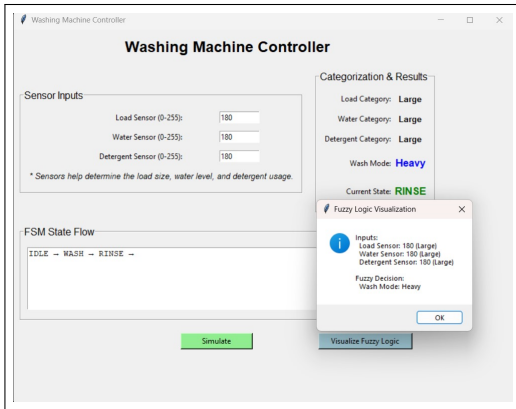 Washing Machine Controller
Washing Machine Controller
Sensor Inputs
Load Sensor (0-255): 180
Water Sensor (0-255): 180
Detergent Sensor (0-255): 180
* Sensors help determine the load size, water level, and detergent usage.
Categorization & Results
Load Category: Large
Water Category: Large
Detergent Category: Large
Wash Mode: Heavy
Current State: RINSE
FSM State Flow
IDLE → WASH → RINSE →
Fuzzy Logic Visualization
Inputs:
Load Sensor: 180 (Large)
Water Sensor: 180 (Large)
Detergent Sensor: 180 (Large)
Fuzzy Decision:
Wash Mode: Heavy
OK
Simulate
Visualize Fuzzy Logic